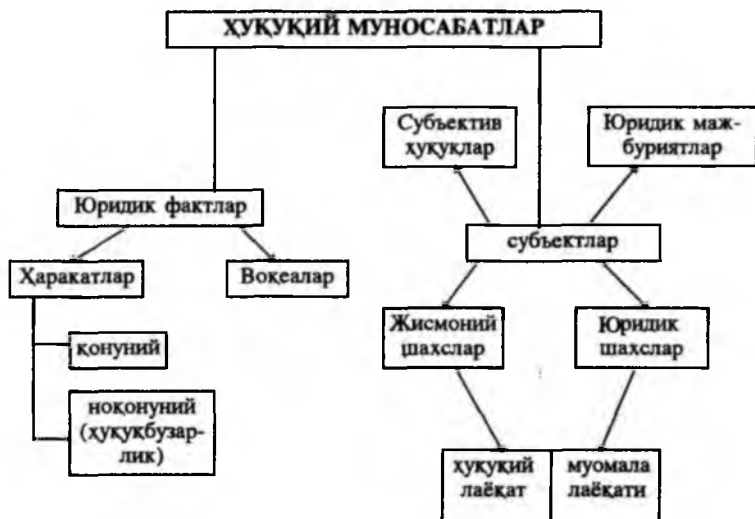 ҲУҚУҚИЙ МУНОСАБАТЛАР
Субъектив
ҳуқуқлар
Юридик маж-
буриятлар
Юридик фактлар
субъектлар
Ҳаракатлар
Воқеалар
Жисмоний
шахслар
Юридик
шахслар
қонуний
ноқонуний
(ҳуқуқбузар-
лик)
ҳуқуқий
лаёқат
муомала
лаёқати